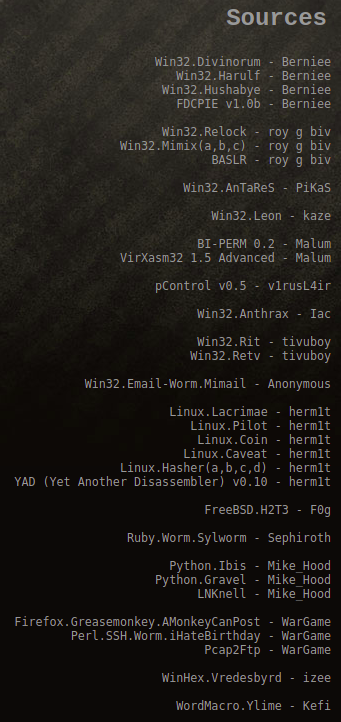 Sources
Win32.Divinorum - Berniee
Win32.Harulf - Berniee
Win32.Hushabye - Berniee
FDCPIE v1.0b - Berniee
Win32.Relock - roy g biv
Win32.Mimix(a,b,c) - roy g biv
BASLR - roy g biv
Win32.AnTaReS - PiKaS
Win32.Leon - kaze
BI-PERM 0.2 - Malum
VirXasm32 1.5 Advanced - Malum
pControl v0.5 - v1rusL4ir
Win32.Anthrax - Iac
Win32.Rit - tivuboy
Win32.Retv - tivuboy
Win32.Email-Worm.Mimail - Anonymous
Linux.Lacrimae - herm1t
Linux.Pilot - herm1t
Linux.Coin - herm1t
Linux.Caveat - herm1t
Linux.Hasher(a,b,c,d) - herm1t
YAD (Yet Another Disassembler) v0.10 - herm1t
FreeBSD.H2T3 - F0g
Ruby.Worm.Sylworm - Sephiroth
Python.Ibis - Mike_Hood
Python.Gravel - Mike_Hood
LNKnell - Mike_Hood
Firefox.Greasemonkey.AMonkeyCanPost - WarGame
Perl.SSH.Worm.iHateBirthday - WarGame
Pcap2Ftp - WarGame
WinHex.Vredesbyrd - izee
WordMacro.Ylime - Kefi